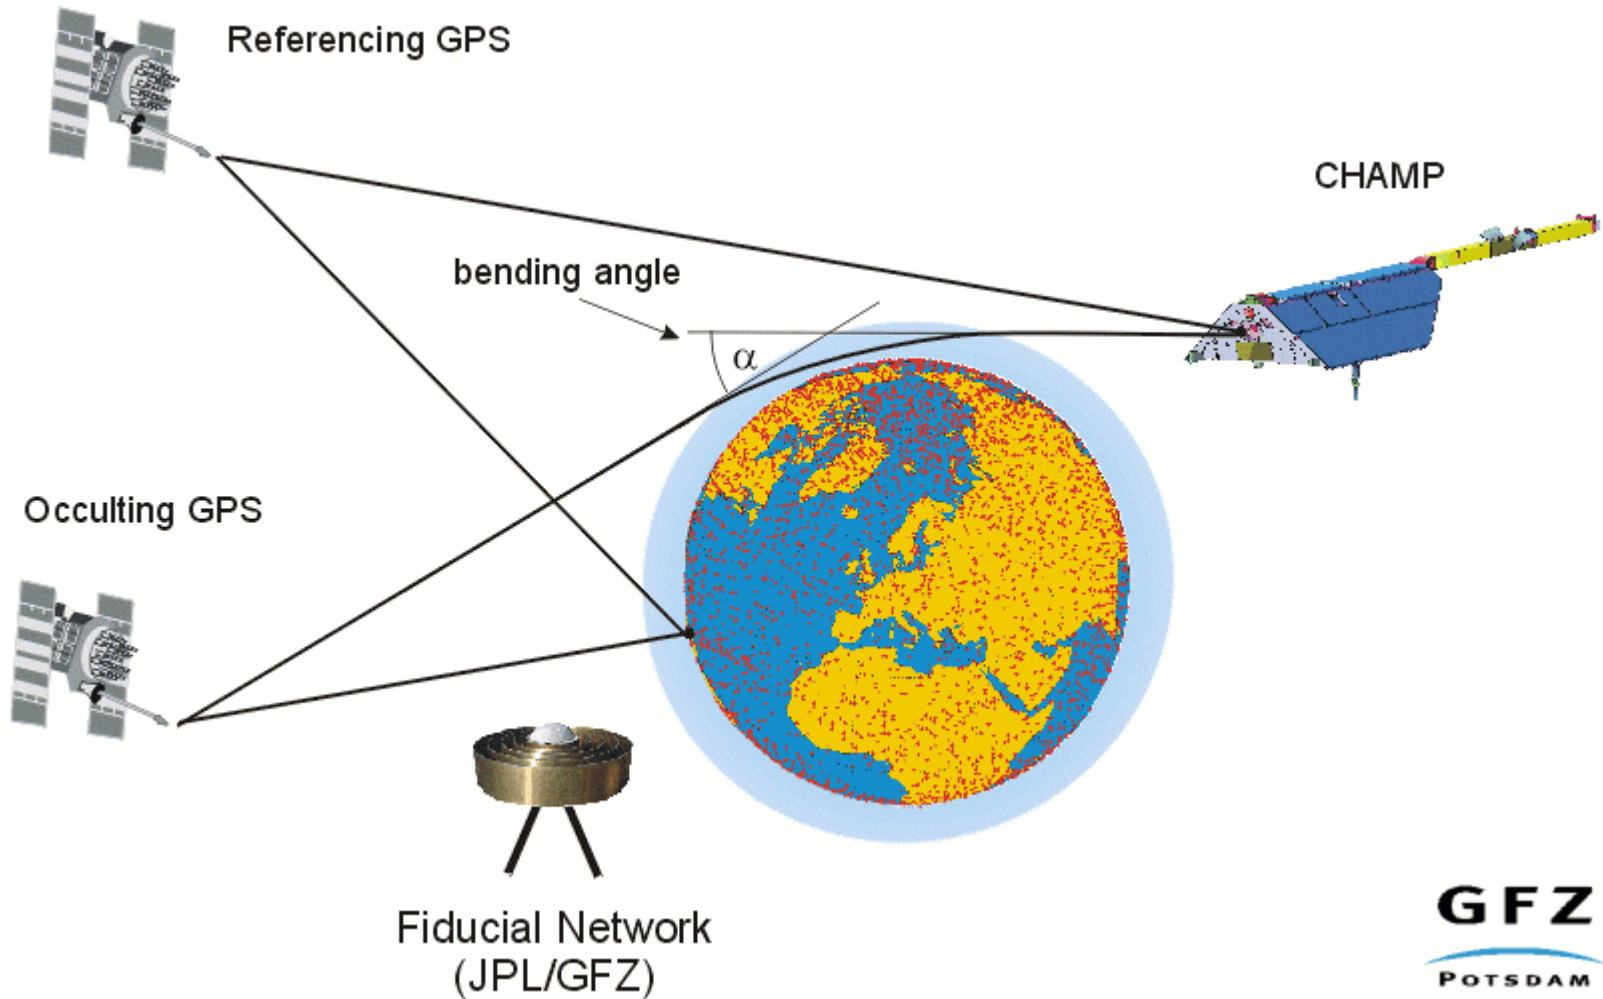 Referencing GPS
CHAMP
bending angle
α
Occulting GPS
Fiducial Network
(JPL/GFZ)
GFZ
POTSDAM